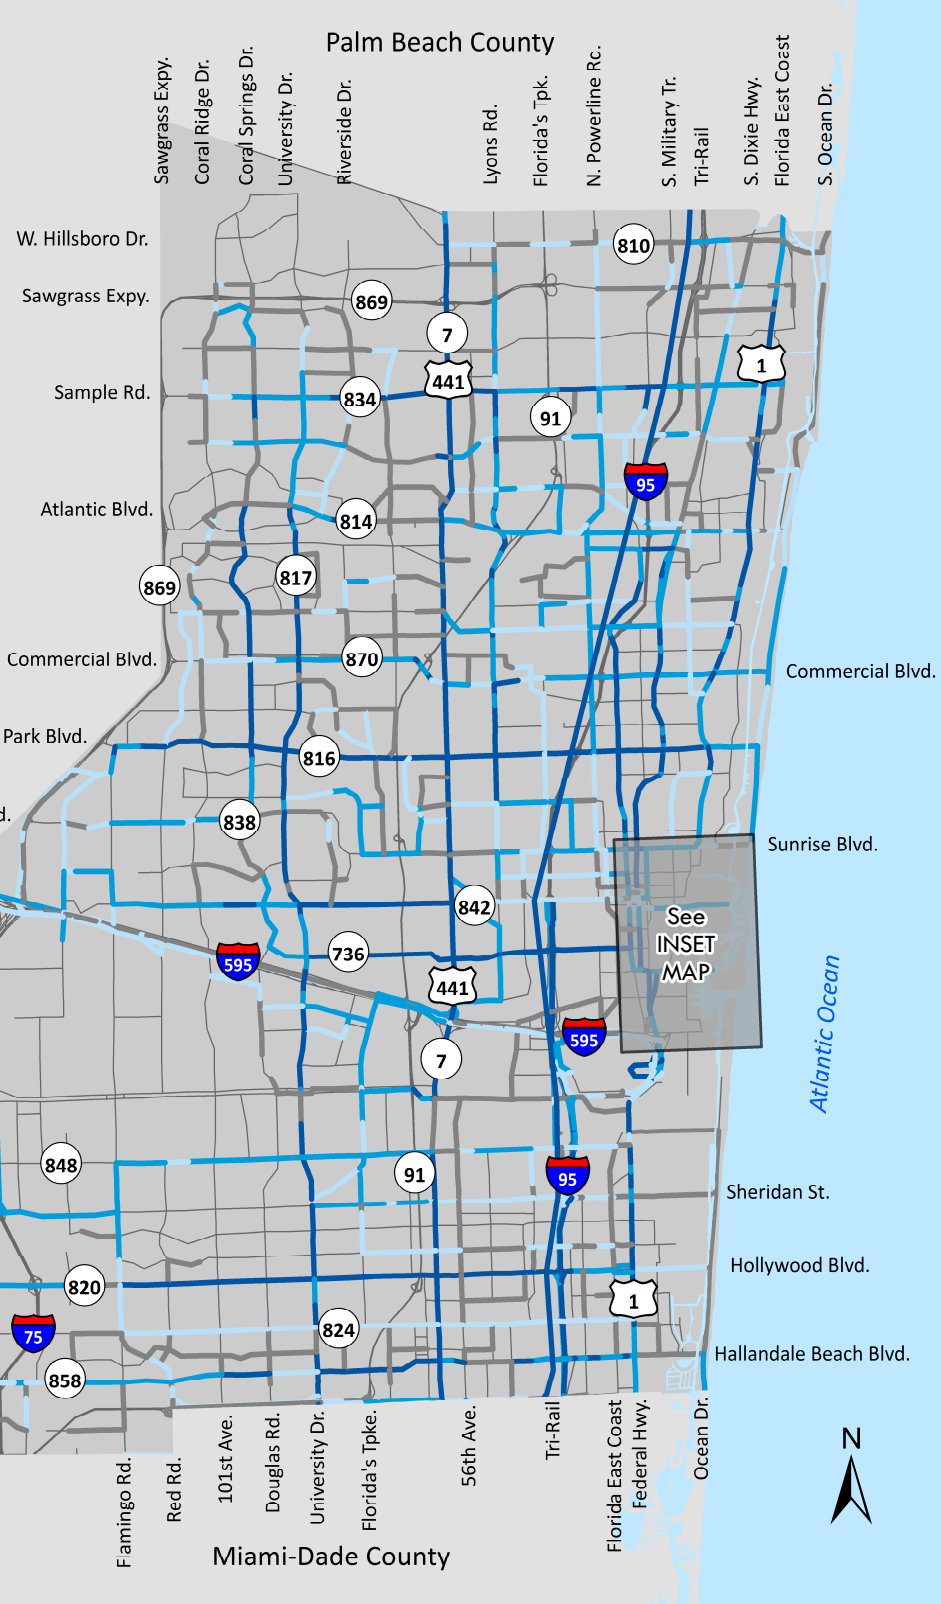 Palm Beach County
Sawgrass Expy.
Coral Ridge Dr.
Coral Springs Dr.
University Dr.
Riverside Dr.
Lyons Rd.
Florida's Tpk.
N. Powerline Rc.
S. Military Tr.
Tri-Rail
S. Dixie Hwy.
Florida East Coast
S. Ocean Dr.
W. Hillsboro Dr.
810
Sawgrass Expy.
869
7
1
441
Sample Rd.
834
91
95
Atlantic Blvd.
814
817
869
Commercial Blvd.
870
Commercial Blvd.
Park Blvd.
816
d.
838
Sunrise Blvd.
842
See
INSET
MAP
736
595
441
Atlantic Ocean
595
7
848
91
95
Sheridan St.
Hollywood Blvd.
820
1
75
824
Hallandale Beach Blvd.
858
Flamingo Rd.
Red Rd.
101st Ave.
Douglas Rd.
University Dr.
Florida's Tpke.
56th Ave.
Tri-Rail
Florida East Coast
Federal Hwy.
Ocean Dr.
N
Miami-Dade County